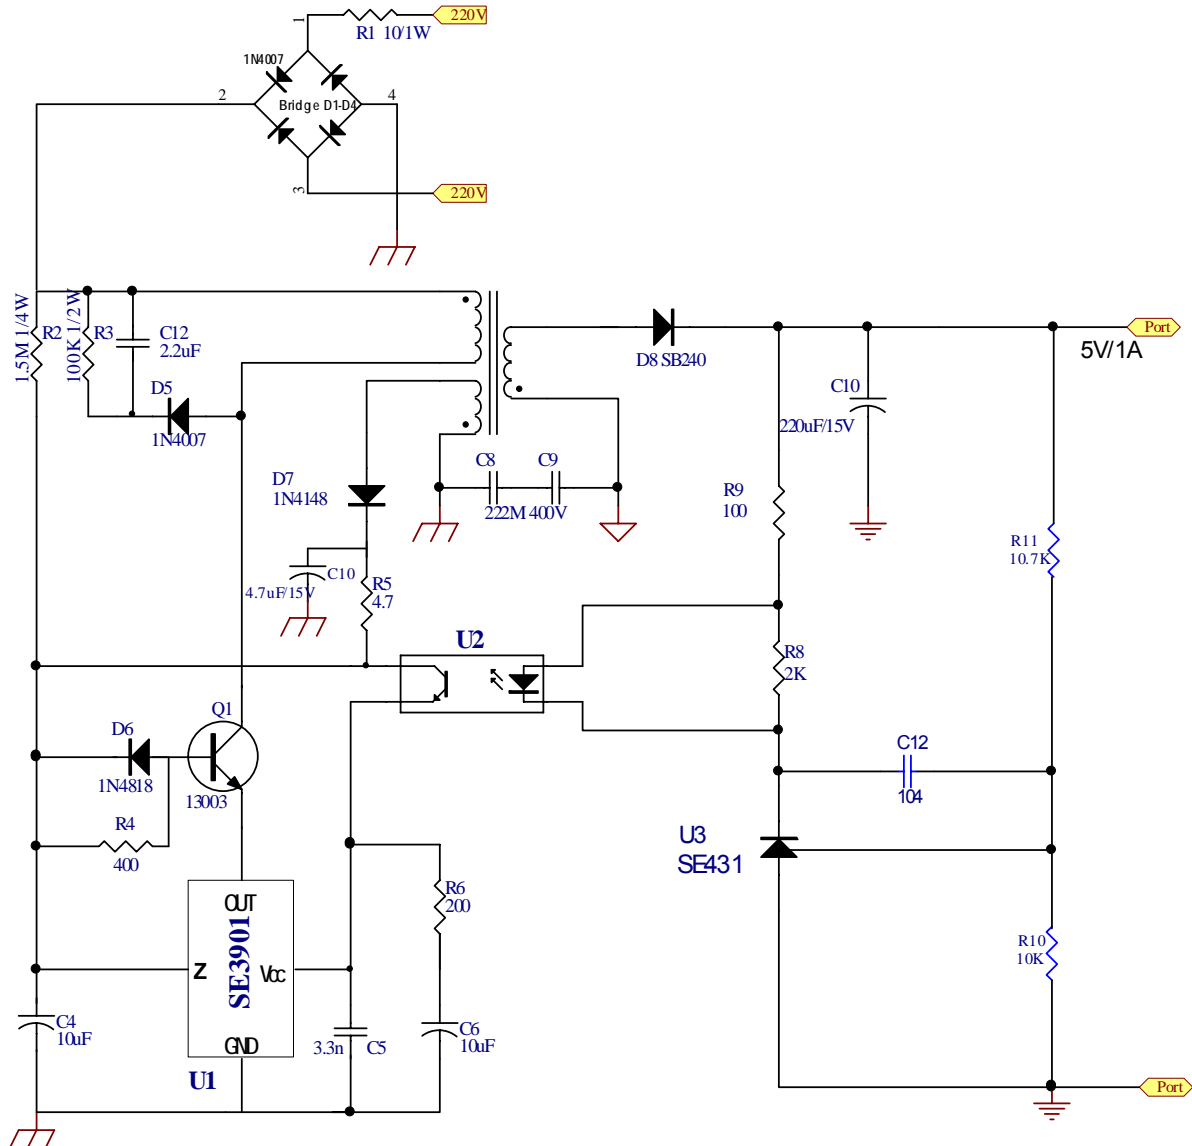 1
220V
R1 10/1W
1N4007
2
Bridge D1-D4
4
3
220V
1.5M 1/4W
R2
100K 1/2W
R3
C12
2.2uF
D5
1N4007
D8 SB240
Port
5V/1A
C10
220uF/15V
D7
1N4148
C8
C9
222M 400V
R9
100
R11
10.7K
C10
4.7uF/15V
R5
4.7
U2
R8
2K
Q1
D6
1N4818
13003
R4
400
C12
104
U3
SE431
R6
200
OUT
SE3901
Z
Vcc
GND
U1
R10
10K
C4
10uF
3.3n
C5
C6
10uF
Port